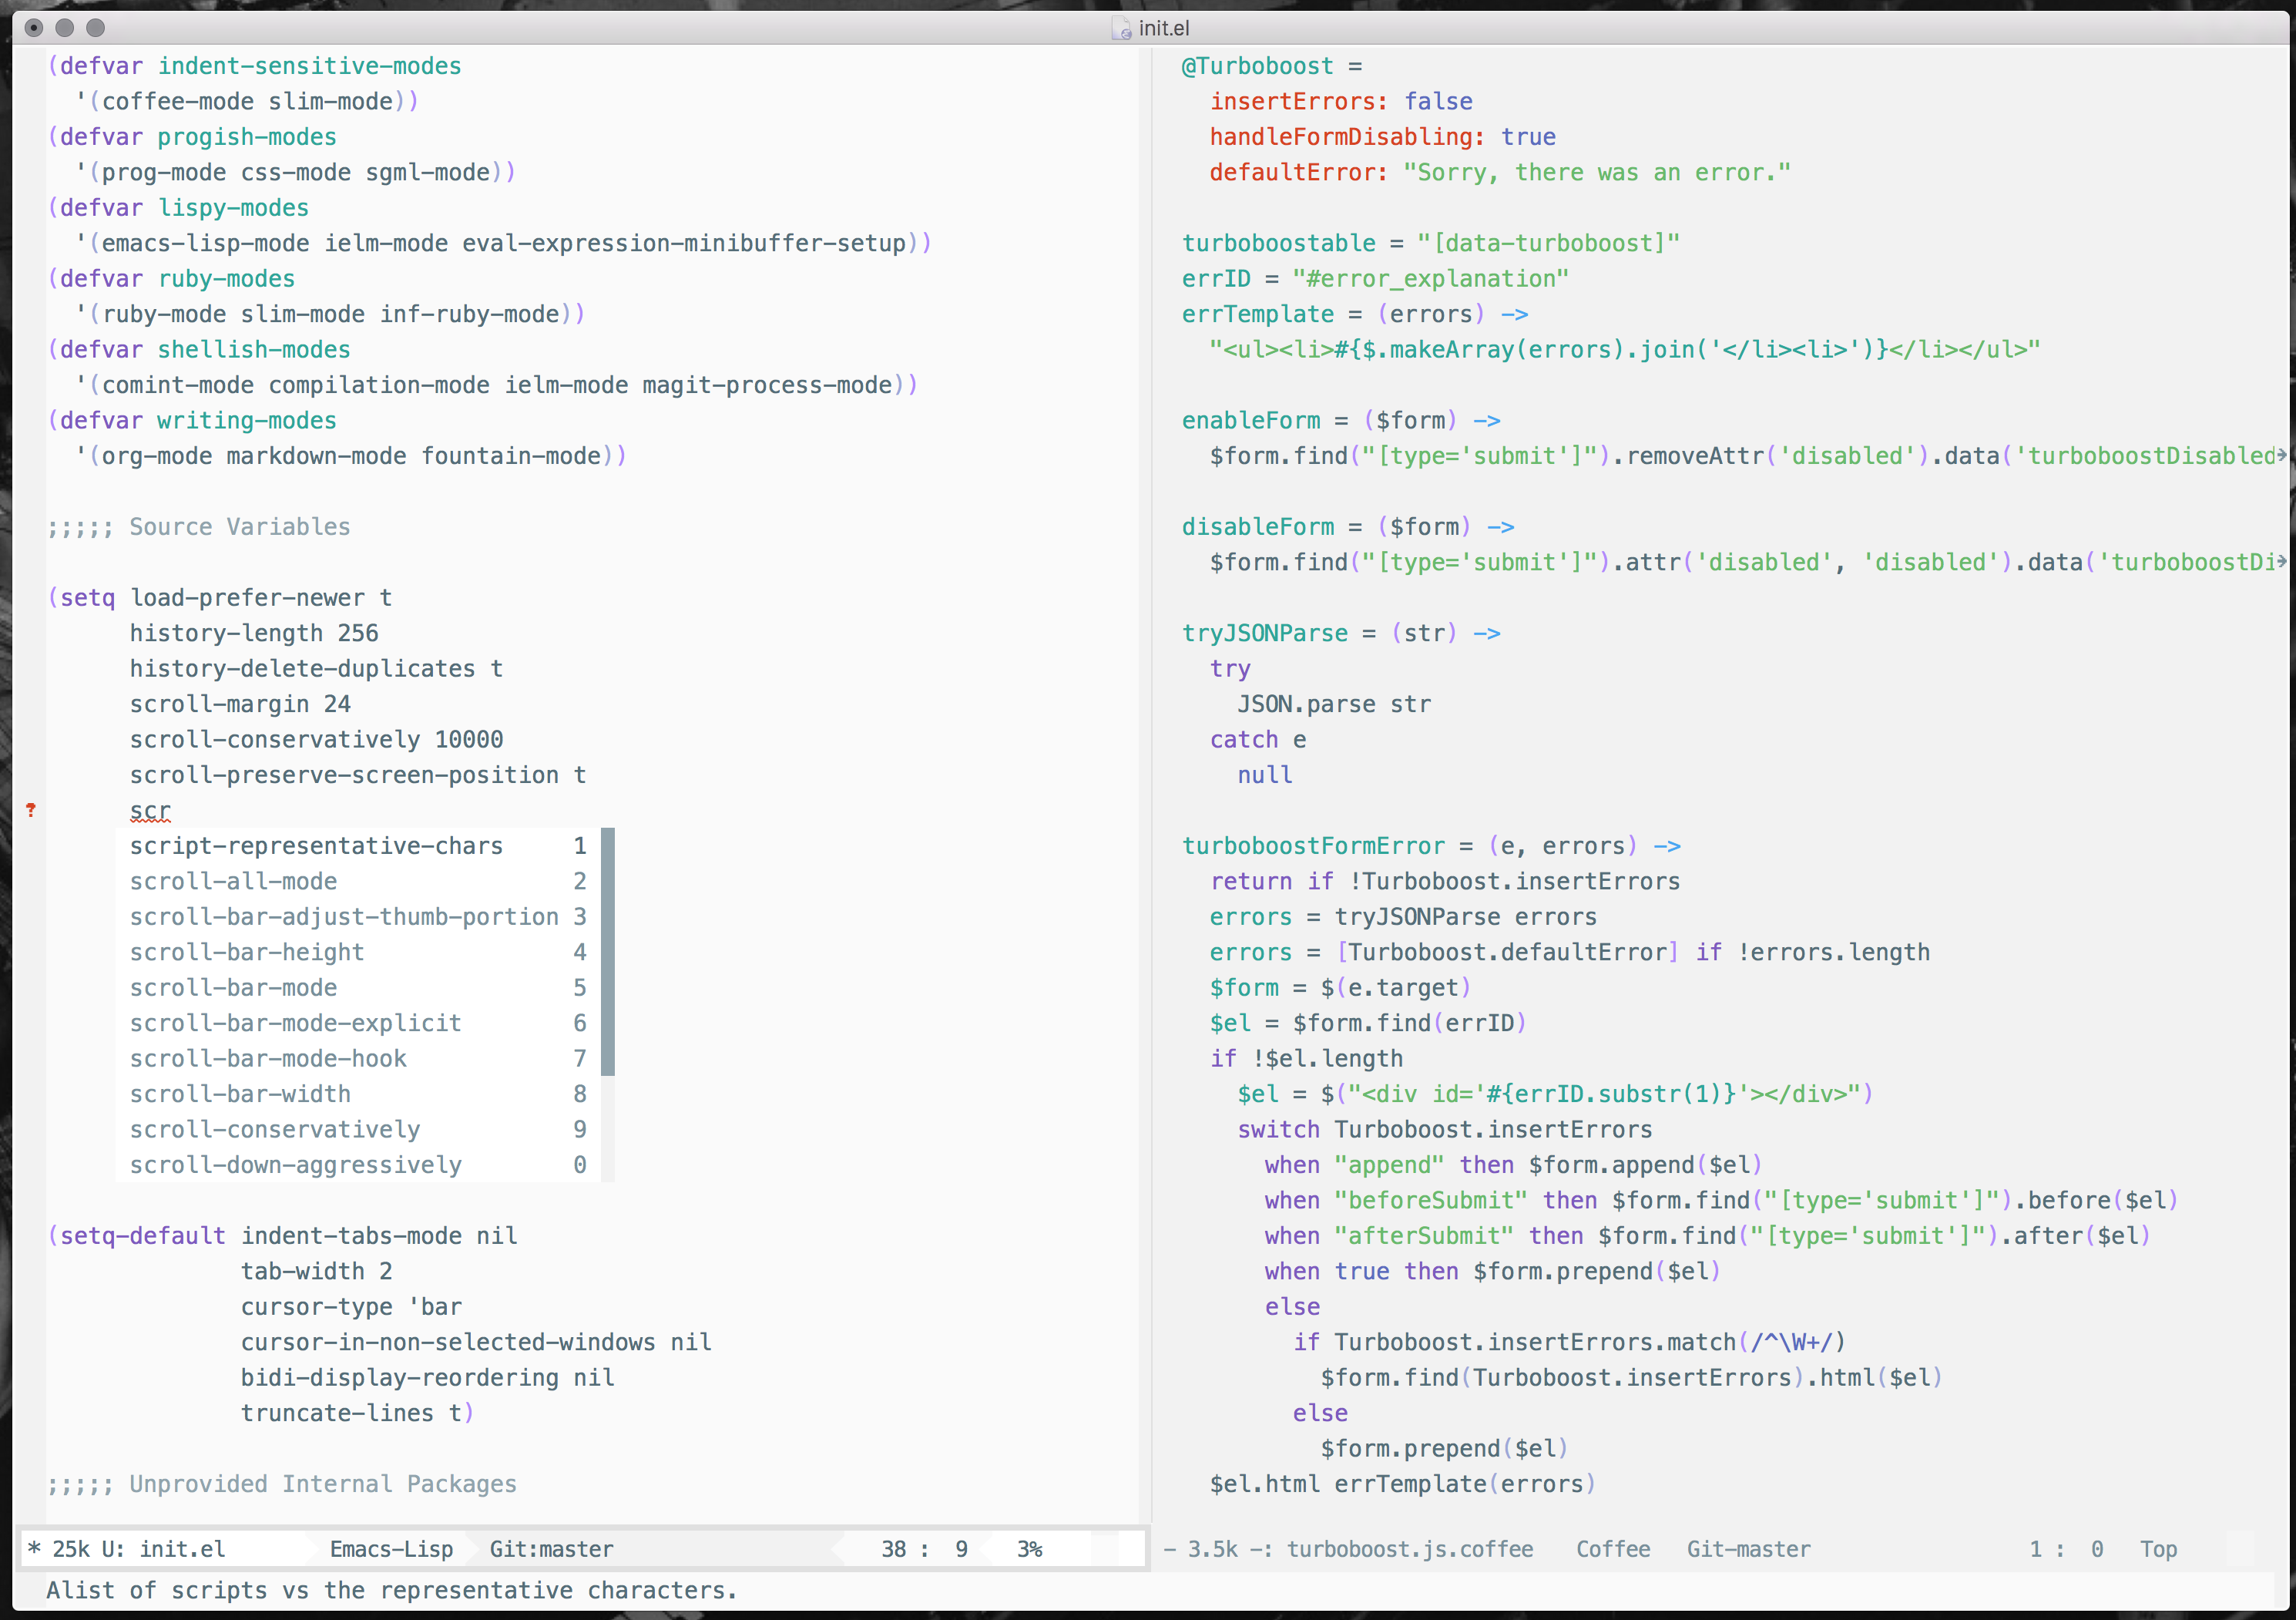 init.el
(defvar indent-sensitive-modes
  '(coffee-mode slim-mode))
(defvar progish-modes
  '(prog-mode css-mode sgml-mode))
(defvar lispy-modes
  '(emacs-lisp-mode ielm-mode eval-expression-minibuffer-setup))
(defvar ruby-modes
  '(ruby-mode slim-mode inf-ruby-mode))
(defvar shellish-modes
  '(comint-mode compilation-mode ielm-mode magit-process-mode))
(defvar writing-modes
  '(org-mode markdown-mode fountain-mode))
;;;;; Source Variables
(setq load-prefer-newer t
      history-length 256
      history-delete-duplicates t
      scroll-margin 24
      scroll-conservatively 10000
      scroll-preserve-screen-position t
?     scr
      script-representative-chars 1
      scroll-all-mode 2
      scroll-bar-adjust-thumb-portion 3
      scroll-bar-height 4
      scroll-bar-mode 5
      scroll-bar-mode-explicit 6
      scroll-bar-mode-hook 7
      scroll-bar-width 8
      scroll-conservatively 9
      scroll-down-aggressively 0
(setq-default indent-tabs-mode nil
              tab-width 2
              cursor-type 'bar
              cursor-in-non-selected-windows nil
              bidi-display-reordering nil
              truncate-lines t)
;;;;; Unprovided Internal Packages
* 25k U: init.el Emacs-Lisp Git:master 38 : 9 3%
@Turboboost =
  insertErrors: false
  handleFormDisabling: true
  defaultError: "Sorry, there was an error."
turboboostable = "[data-turboboost]"
errID = "#error_explanation"
errTemplate = (errors) ->
  "<ul><li>#{$.makeArray(errors).join('</li><li>')}</li></ul>"
enableForm = ($form) ->
  $form.find("[type='submit']").removeAttr('disabled').data('turboboostDisabled
disableForm = ($form) ->
  $form.find("[type='submit']").attr('disabled', 'disabled').data('turboboostDi
tryJSONParse = (str) ->
  try
    JSON.parse str
  catch e
    null
turboboostFormError = (e, errors) ->
  return if !Turboboost.insertErrors
  errors = tryJSONParse errors
  errors = [Turboboost.defaultError] if !errors.length
  $form = $(e.target)
  $el = $form.find(errID)
  if !$el.length
    $el = $("<div id='#{errID.substr(1)}'></div>")
    switch Turboboost.insertErrors
      when "append" then $form.append($el)
      when "beforeSubmit" then $form.find("[type='submit']").before($el)
      when "afterSubmit" then $form.find("[type='submit']").after($el)
      when true then $form.prepend($el)
      else
        if Turboboost.insertErrors.match(/^\W+/)
          $form.find(Turboboost.insertErrors).html($el)
        else
          $form.prepend($el)
  $el.html errTemplate(errors)
- 3.5k -: turboboost.js.coffee Coffee Git-master 1 : 0 Top
Alist of scripts vs the representative characters.